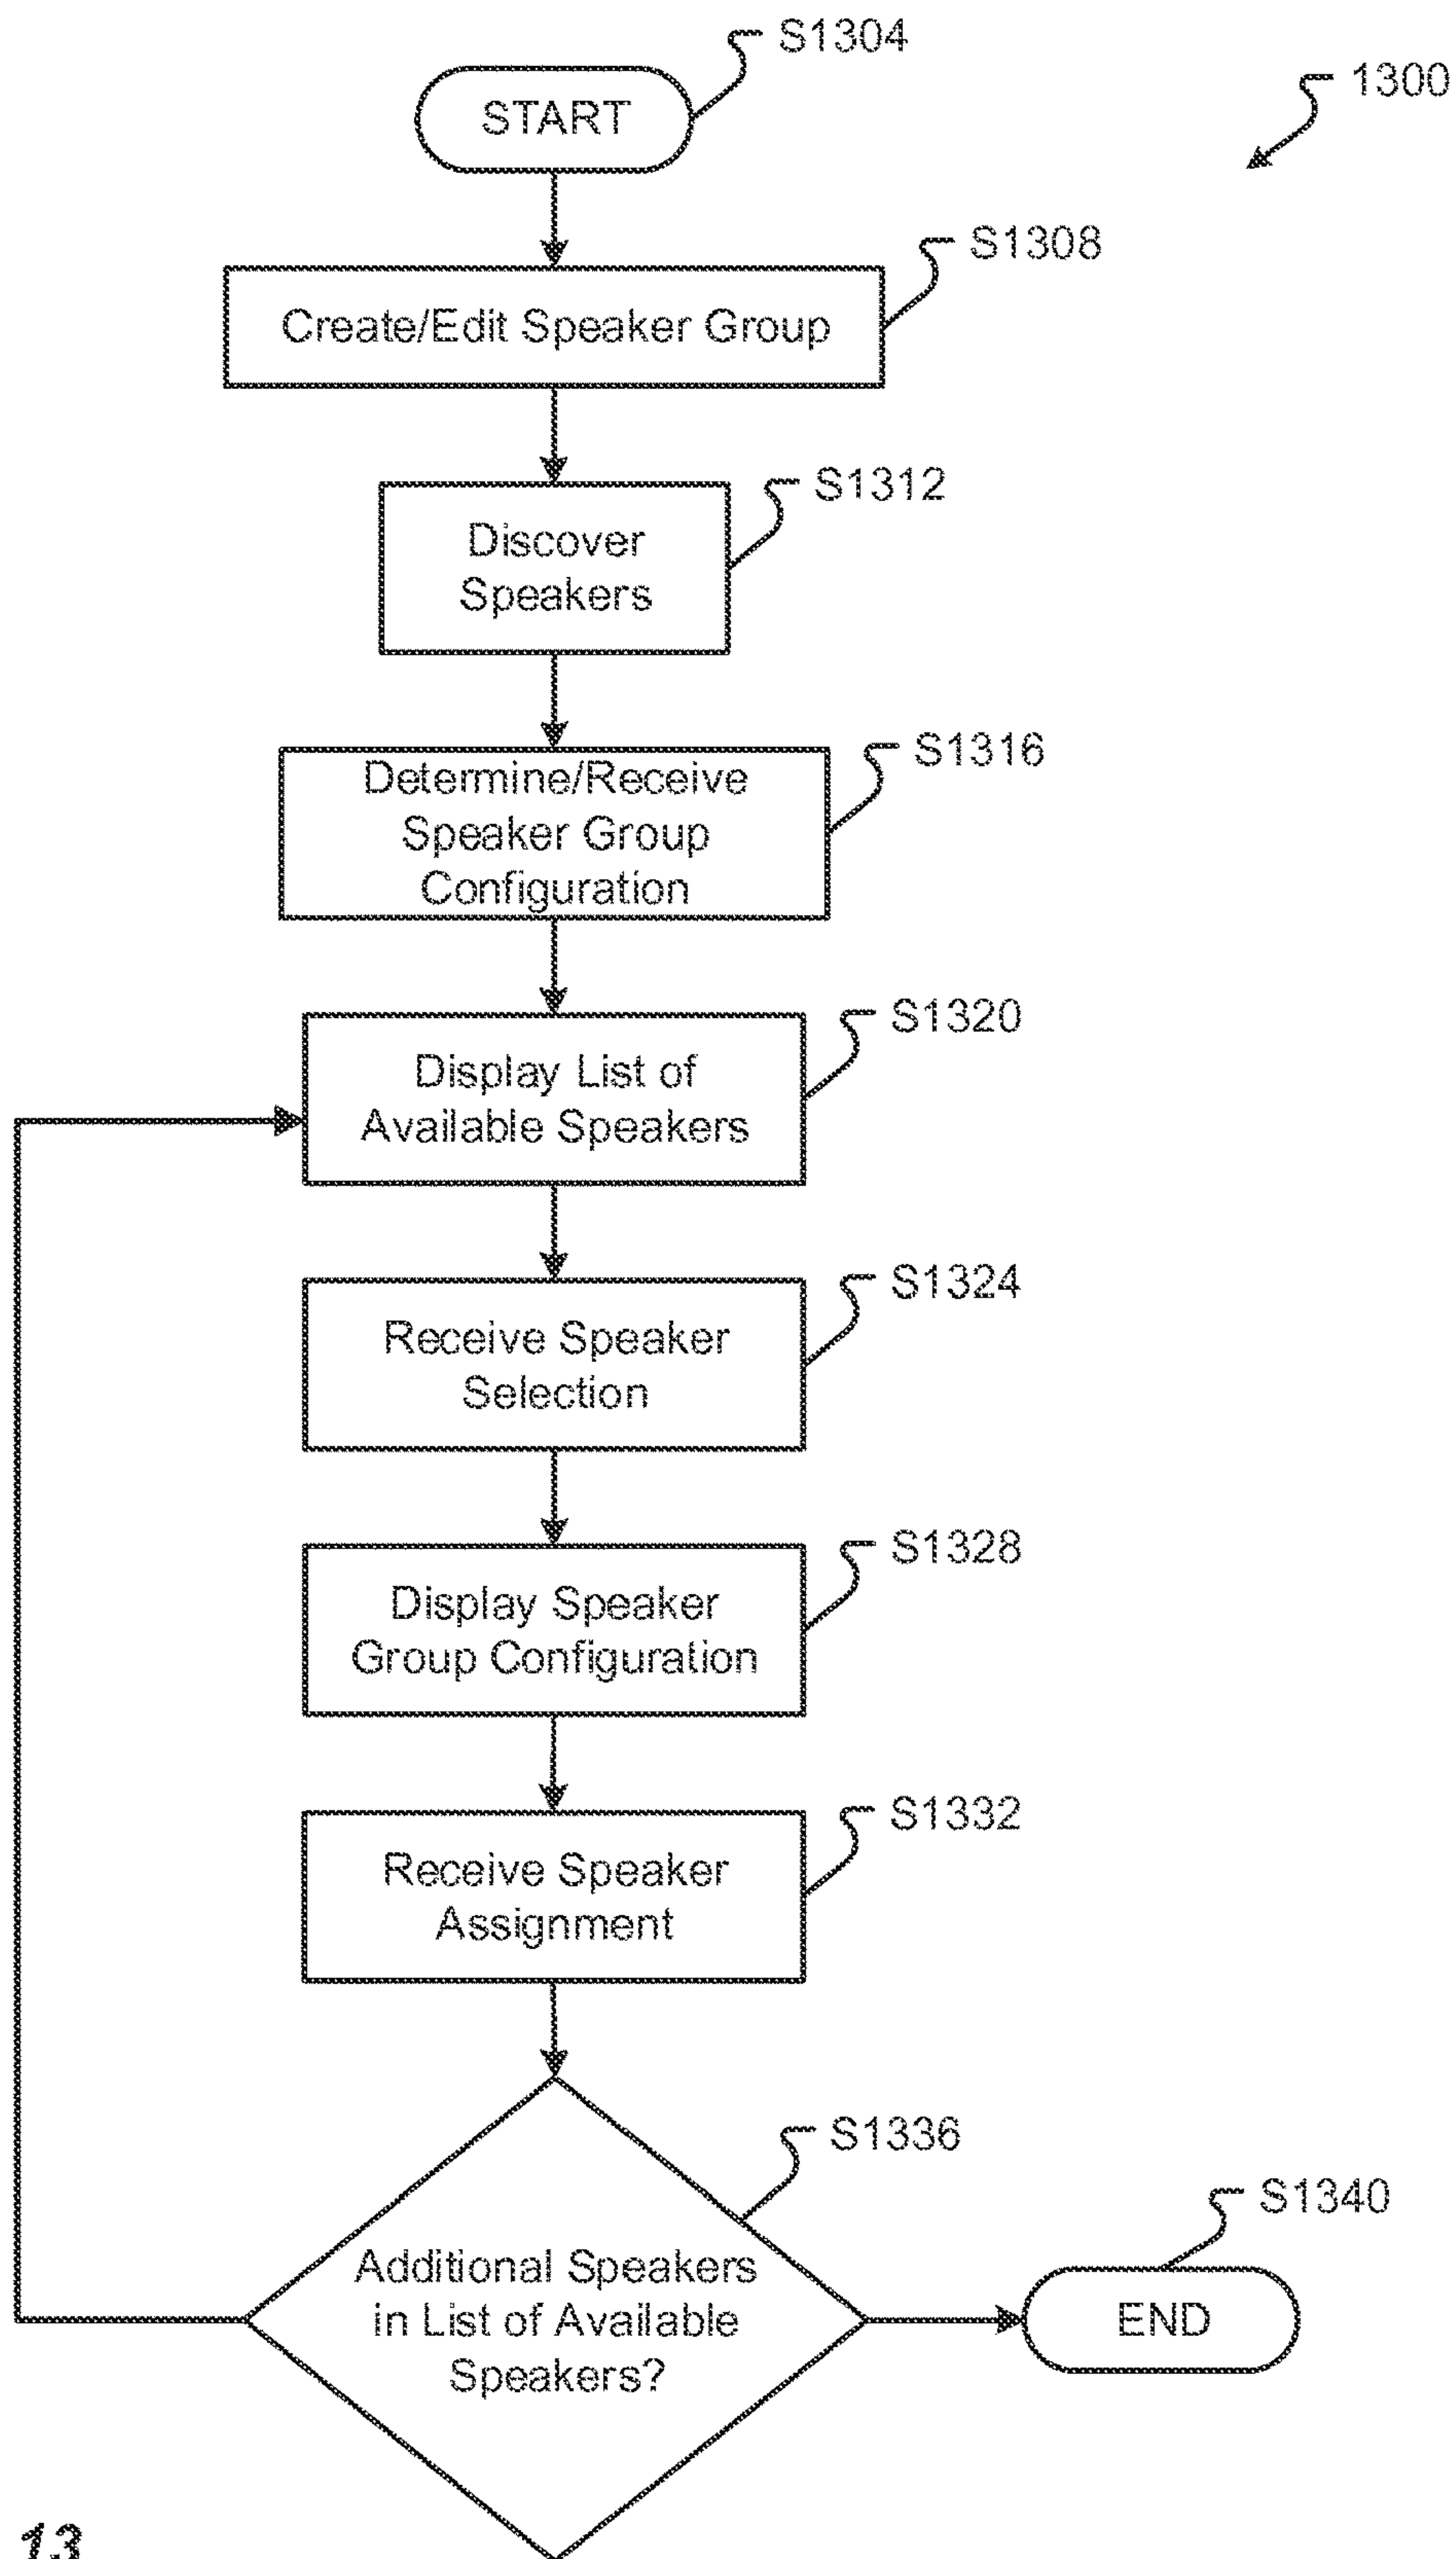 S1304
1300
START
S1308
Create/Edit Speaker Group
S1312
Discover
Speakers
S1316
Determine/Receive
Speaker Group
Configuration
S1320
Display List of
Available Speakers
S1324
Receive Speaker
Selection
S1328
Display Speaker
Group Configuration
S1332
Receive Speaker
Assignment
S1336
S1340
Additional Speakers
in List of Available
Speakers?
END
13